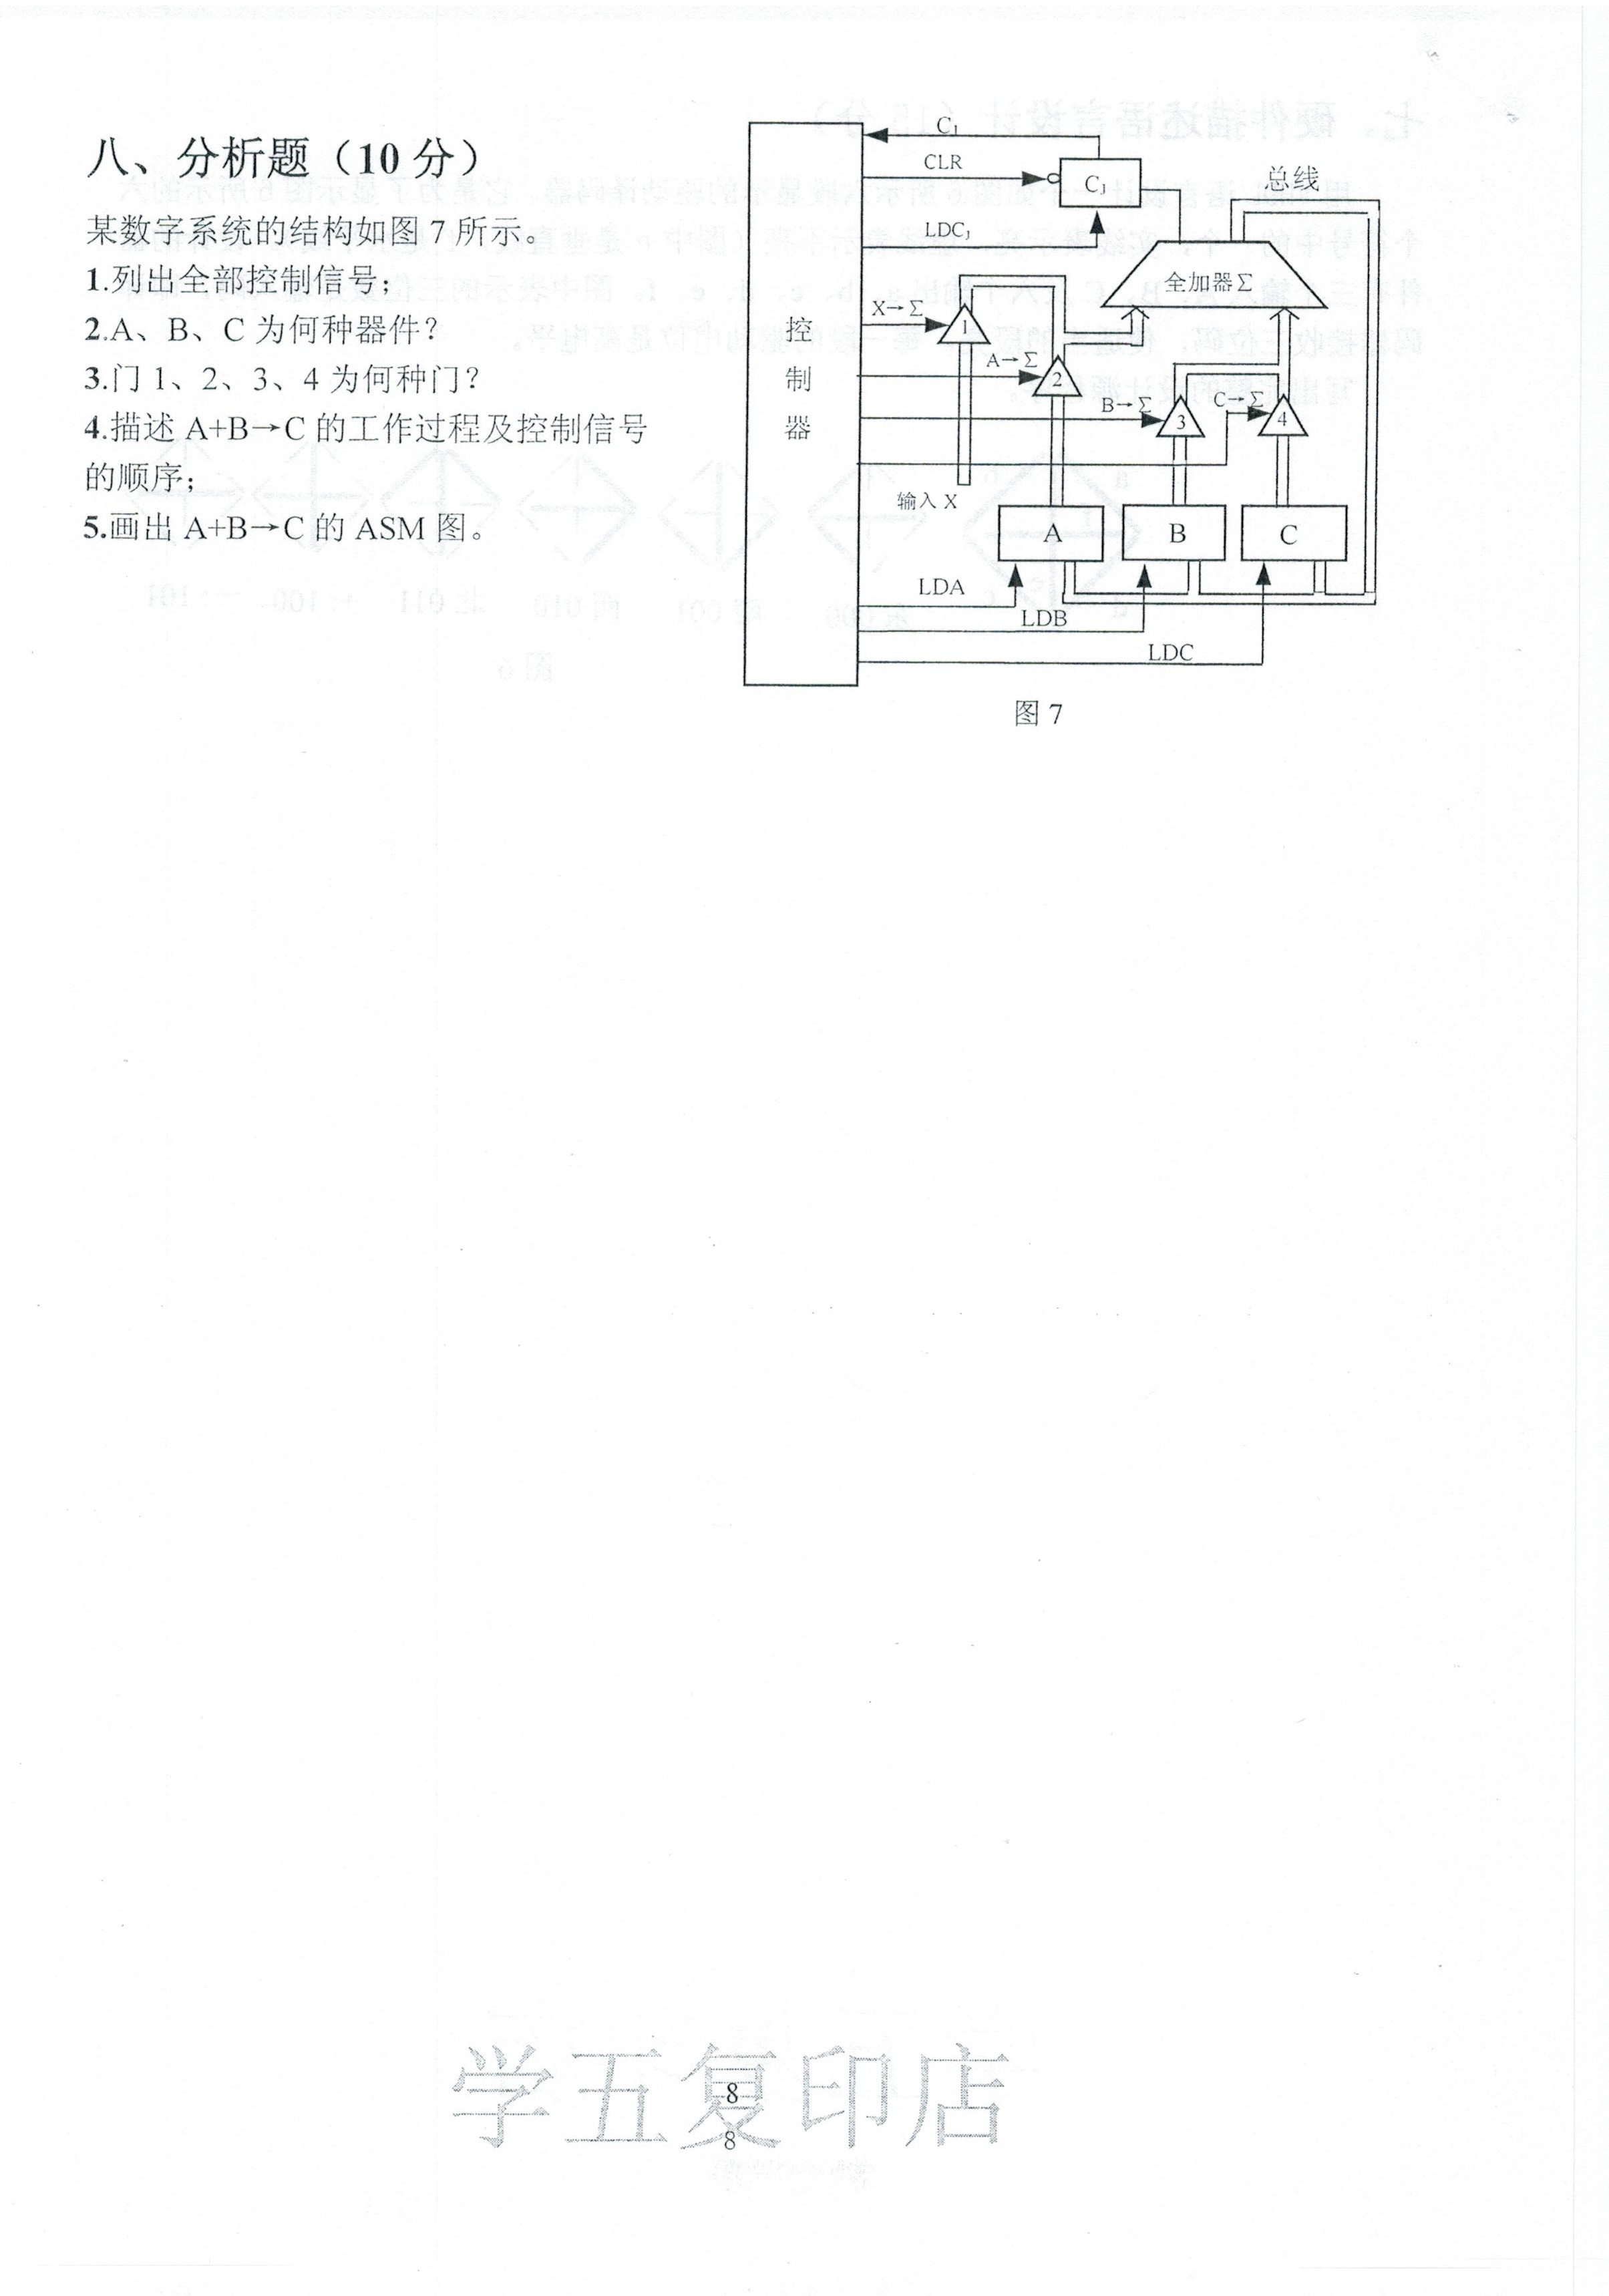 八、分析题（10 分）
某数字系统的结构如图 7 所示。
1.列出全部控制信号；
2.A、B、C 为何种器件？
3.门 1、2、3、4 为何种门？
4.描述 A+B→C 的工作过程及控制信号
的顺序；
5.画出 A+B→C 的 ASM 图。
CJ
CLR
CJ
总线
LDCJ
全加器∑
X→∑
1
控
制
器
A→∑
2
B→∑
3
C→∑
4
输入 X
A
B
C
LDA
LDB
LDC
图 7
学五复印店
8
8